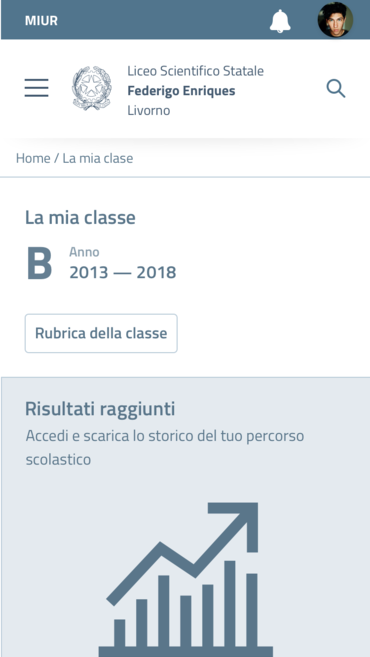 MIUR
Liceo Scientifico Statale
Federigo Enriques
Livorno
Home / La mia clase
La mia classe
B
Anno
2013 — 2018
Rubrica della classe
Risultati raggiunti
Accedi e scarica lo storico del tuo percorso
scolastico